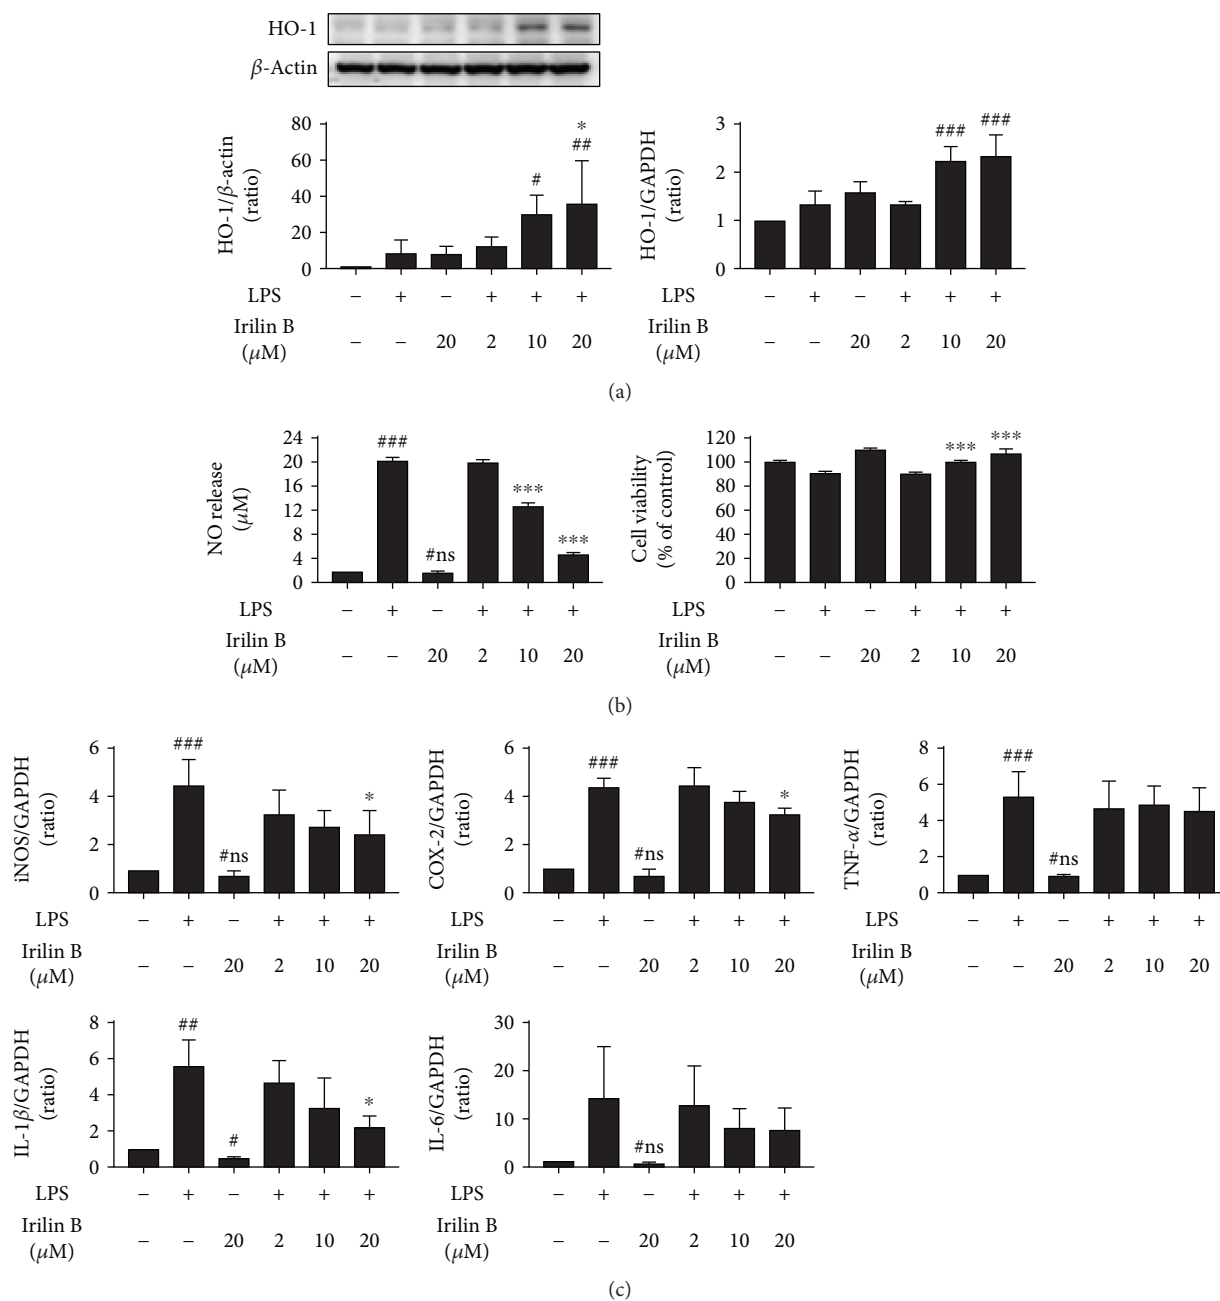 HO-1
β-Actin
80
60
40
20
0
HO-1/β-actin
(ratio)
#
*
##
LPS – + – + + +
Irilin B
(μM)
– – 20 2 10 20
3
2
1
0
HO-1/GAPDH
(ratio)
### ###
LPS – + – + + +
Irilin B
(μM)
– – 20 2 10 20
(a)
24
20
16
12
8
4
0
NO release
(μM)
### #ns *** ***
LPS – + – + + +
Irilin B
(μM)
– – 20 2 10 20
120
100
80
60
40
20
0
Cell viability
(% of control)
*** ***
LPS – + – + + +
Irilin B
(μM)
– – 20 2 10 20
(b)
6
4
2
0
iNOS/GAPDH
(ratio)
### #ns *
LPS – + – + + +
Irilin B
(μM)
– – 20 2 10 20
6
4
2
0
COX-2/GAPDH
(ratio)
### #ns *
LPS – + – + + +
Irilin B
(μM)
– – 20 2 10 20
8
6
4
2
0
TNF-α/GAPDH
(ratio)
### #ns
LPS – + – + + +
Irilin B
(μM)
– – 20 2 10 20
8
6
4
2
0
IL-1β/GAPDH
(ratio)
## # *
LPS – + – + + +
Irilin B
(μM)
– – 20 2 10 20
30
20
10
0
IL-6/GAPDH
(ratio)
#ns
LPS – + – + + +
Irilin B
(μM)
– – 20 2 10 20
(c)